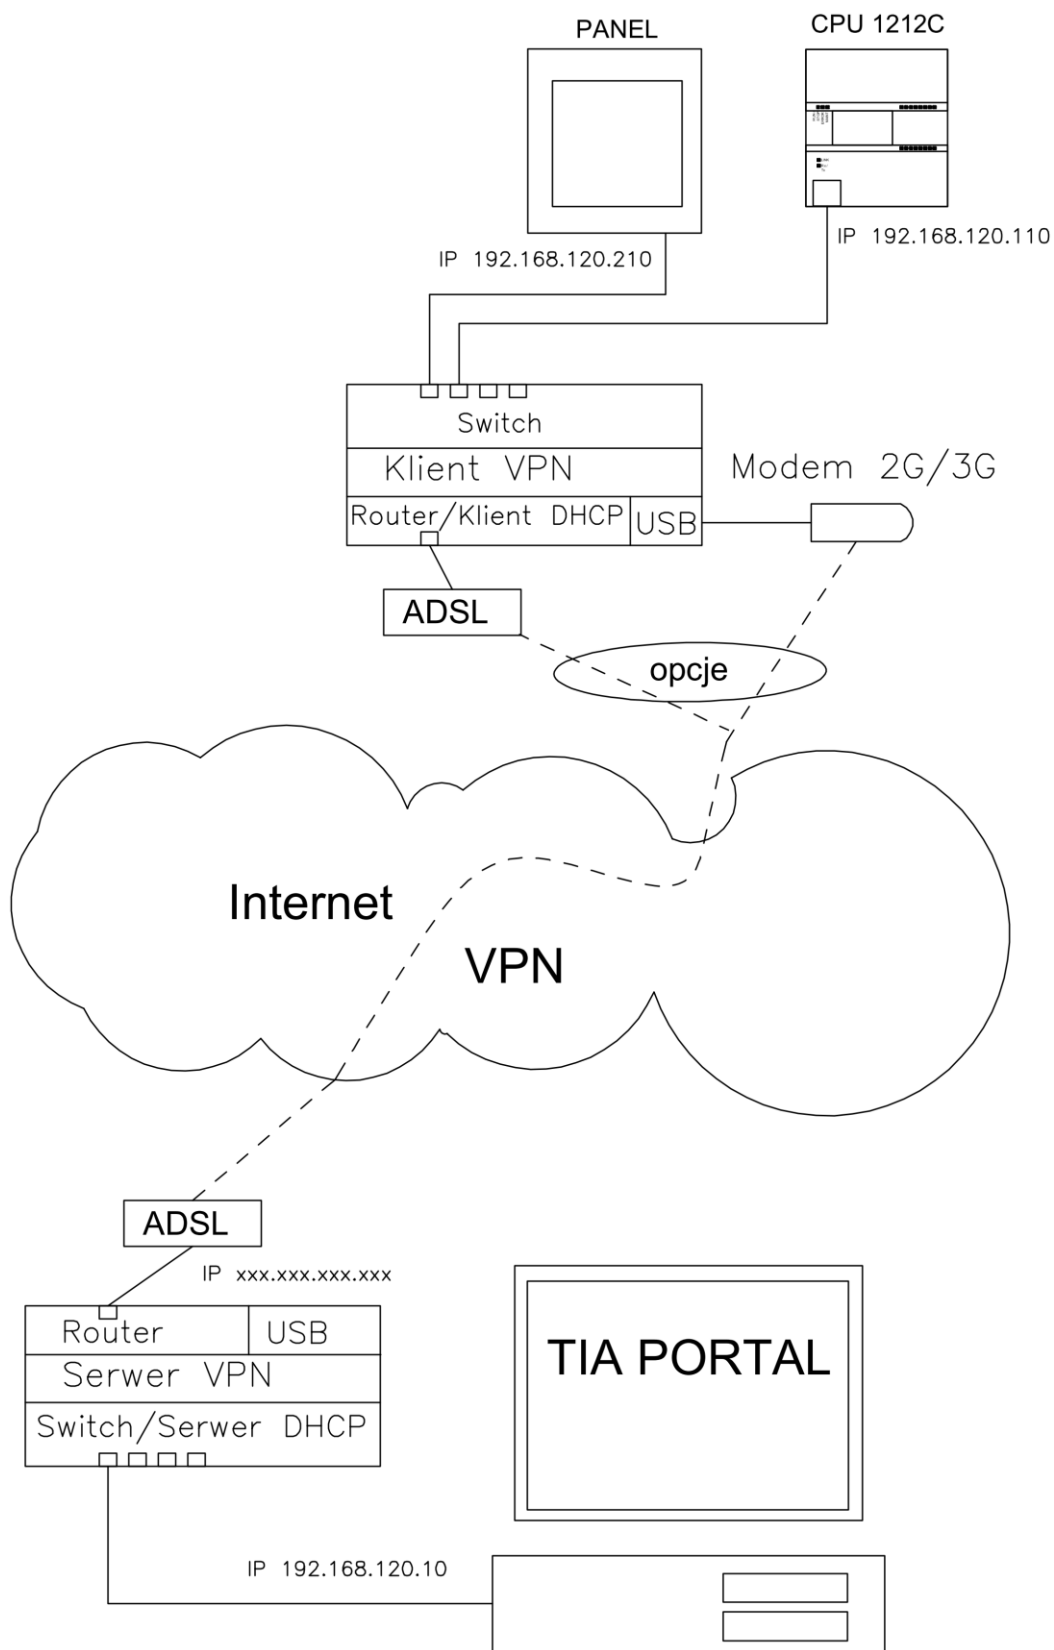 PANEL
CPU 1212C
IP 192.168.120.210
IP 192.168.120.110
Switch
Klient VPN
Router/Klient DHCP
USB
Modem 2G/3G
ADSL
opcje
Internet
VPN
ADSL
IP xxx.xxx.xxx.xxx
Router
USB
Serwer VPN
Switch/Serwer DHCP
TIA PORTAL
IP 192.168.120.10